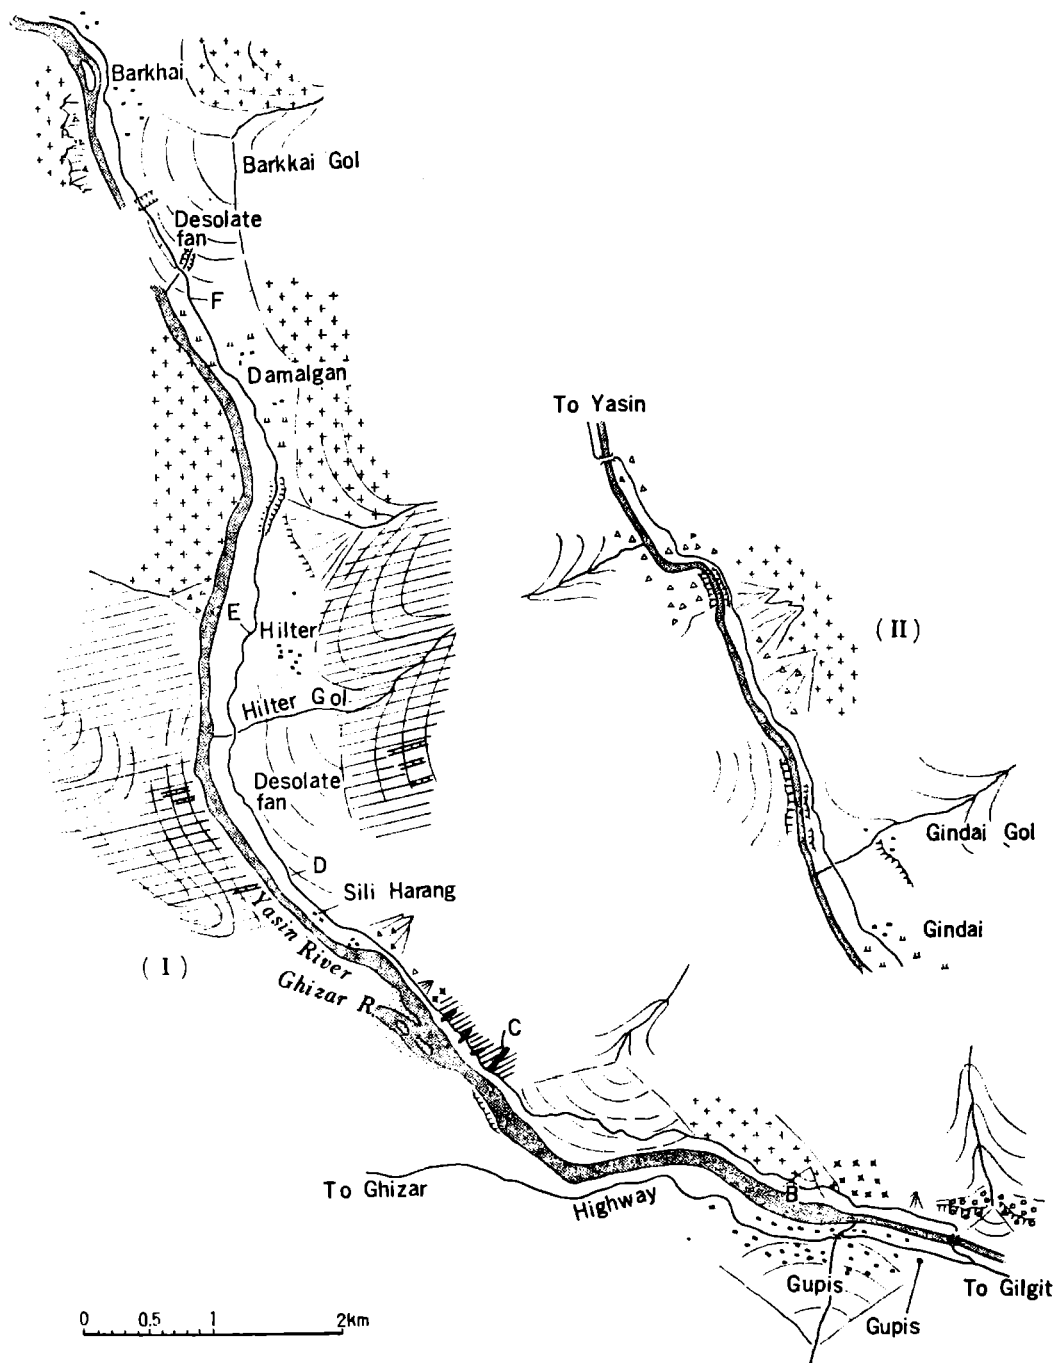 Barkhai
Barkkai Gol
Desolate
fan
F
Damalgan
To Yasin
(II)
E
Hilter
Hilter Gol
Desolate
fan
Gindai Gol
D
Sili Harang
Gindai
Yasin River
(I)
Ghizar R.
C
To Ghizar
Highway
B
Gupis
To Gilgit
Gupis
0 0.5 1 2km